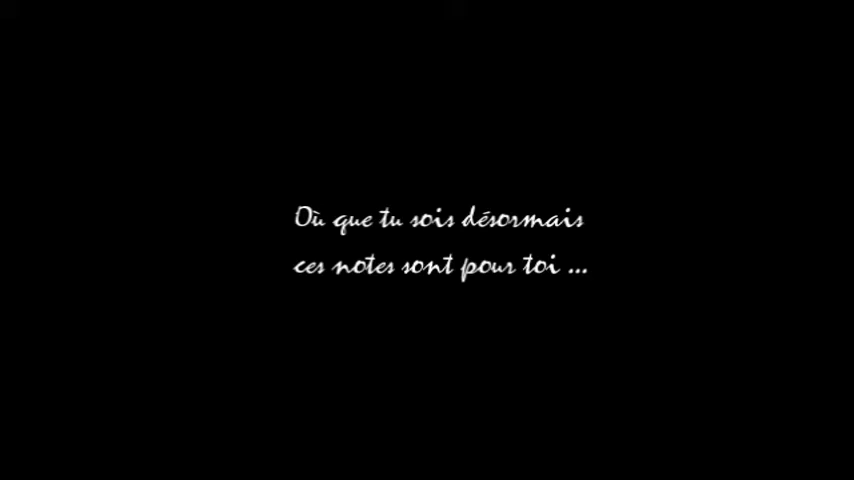 Où que tu sois désormais
ces notes sont pour toi ...